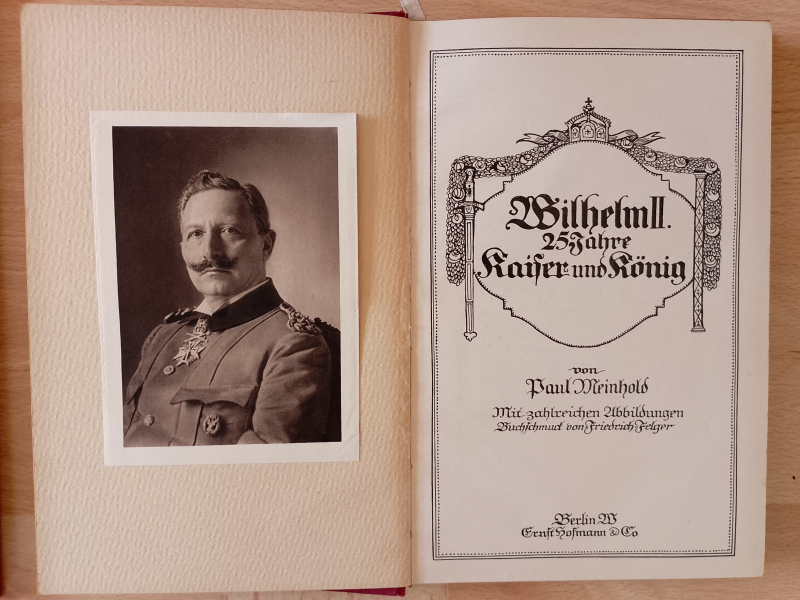 Wilhelm II.
25 Jahre
Kaiser und König
von
Paul Meinhold
Mit zahlreichen Abbildungen
Buchschmuck von Friedrich Felger
Berlin W
Ernst Hofmann & Co